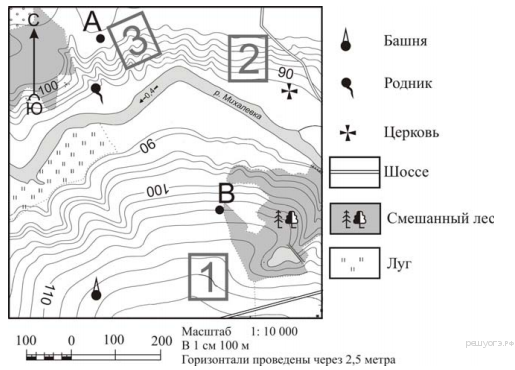 С
А
3
2
90
100
Ю
0,4
р. Михалевка
90
100
В
1
110
Башня
Родник
Церковь
Шоссе
Смешанный лес
Луг
100 0 100 200
Масштаб 1: 10 000
В 1 см 100 м
Горизонтали проведены через 2,5 метра
решуогэ.рф